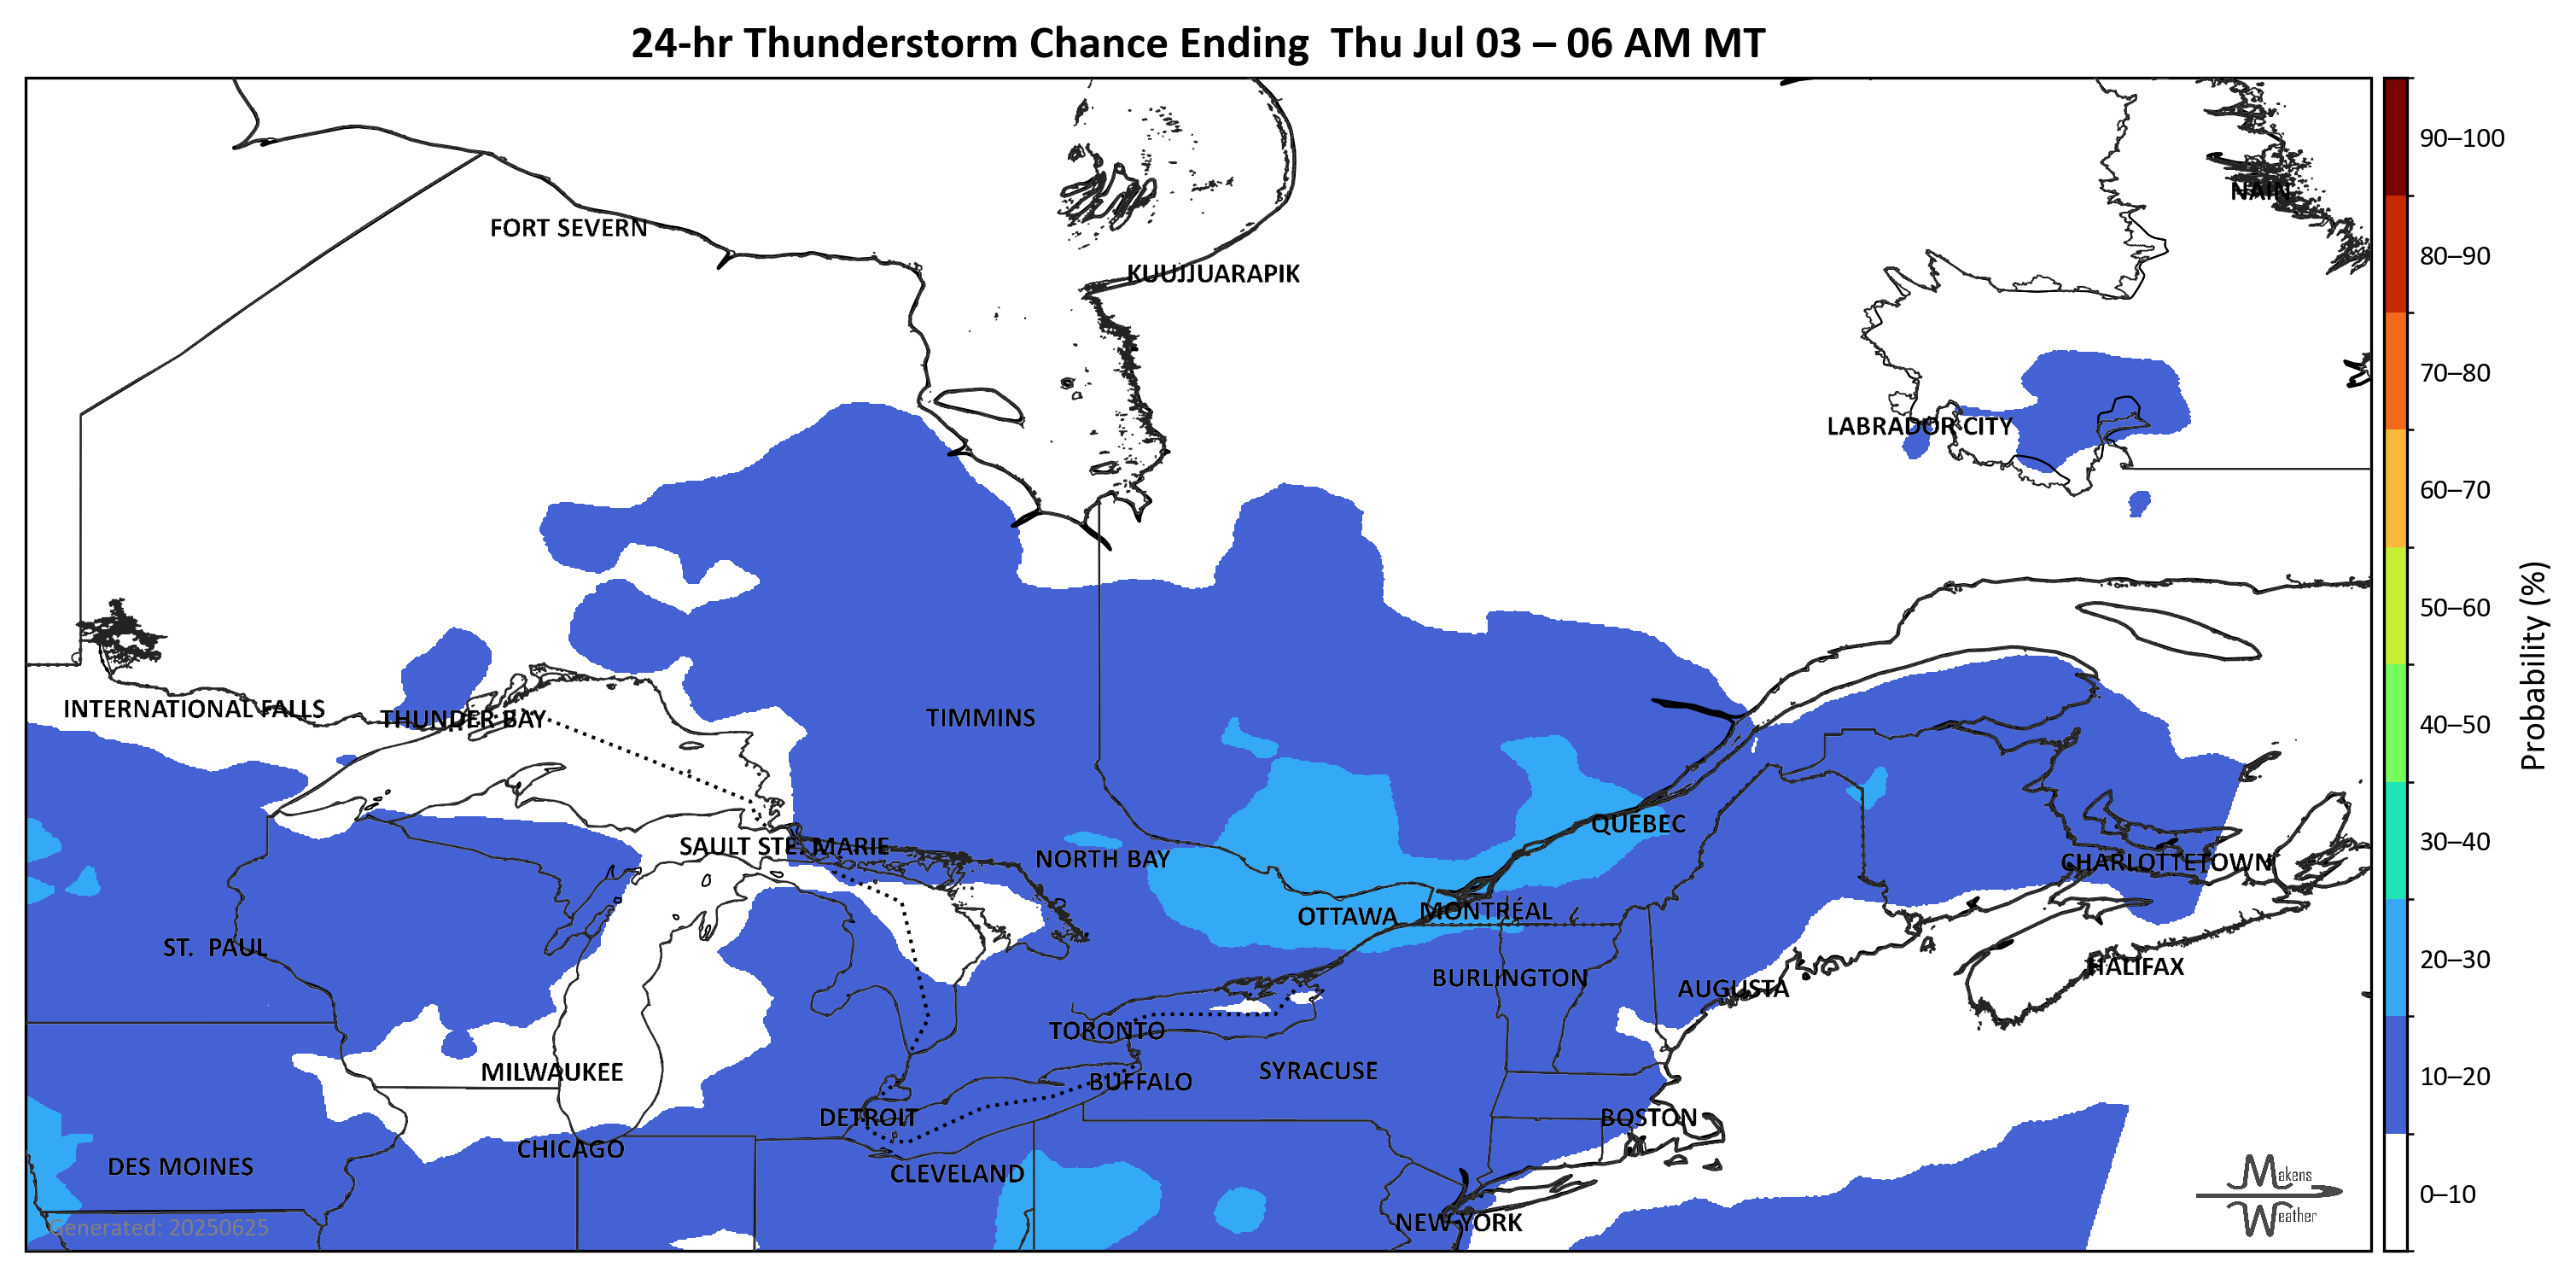 24-hr Thunderstorm Chance Ending  Thu Jul 03 – 06 AM MT
NAIN
FORT SEVERN
KUUJJUARAPIK
LABRADOR CITY
INTERNATIONAL FALLS
THUNDER BAY
TIMMINS
QUEBEC
SAULT STE. MARIE
NORTH BAY
CHARLOTTETOWN
OTTAWA
MONTRÉAL
ST. PAUL
HALIFAX
BURLINGTON
AUGUSTA
TORONTO
MILWAUKEE
SYRACUSE
BUFFALO
DETROIT
BOSTON
CHICAGO
DES MOINES
CLEVELAND
NEW YORK
Generated: 20250625
Makens
Weather
90–100
80–90
70–80
60–70
50–60
40–50
30–40
20–30
10–20
0–10
Probability (%)